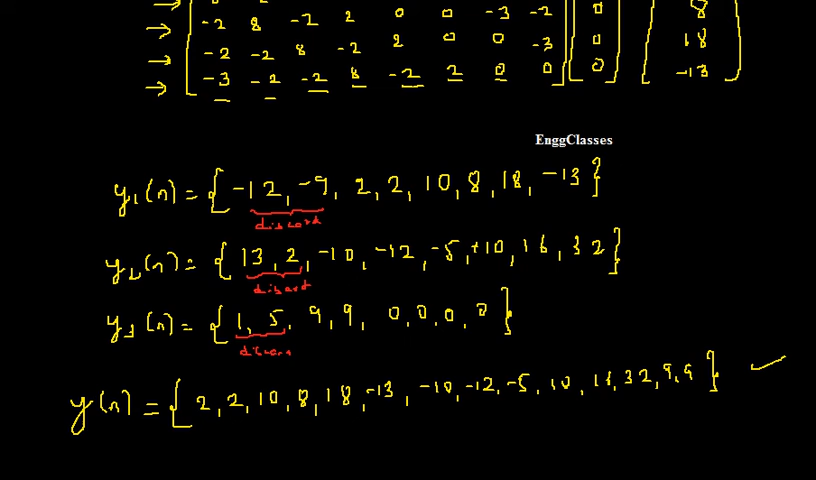 → -2 8 -2 2 0 0 -3 -2 0 8
→ -2 -2 8 -2 2 0 0 -3 0 18
→ -3 -2 -2 8 -2 2 0 0 0 -13
EnggClasses
y₁(n) = { -12, -9, 2, 2, 10, 8, 18, -13 }
discard
y₂(n) = { 13, 2, -10, -12, -5, +10, 16, 32 }
disard
y₃(n) = { 1, 5, 9, 9, 0, 0, 0, 0 }
y(n) = { 2, 2, 10, 8, 18, -13, -10, -12, -5, 10, 16, 32, 9, 9 }